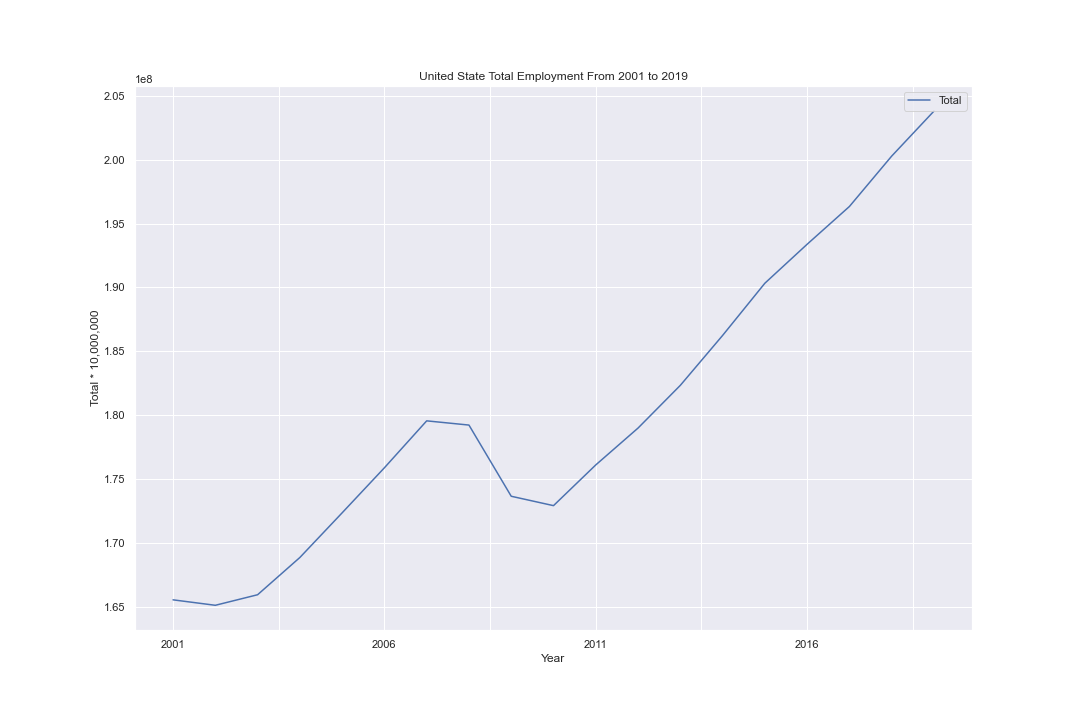 United State Total Employment From 2001 to 2019
1e8
Total
2.05
2.00
1.95
1.90
1.85
1.80
1.75
1.70
1.65
Total * 10,000,000
2001 2006 2011 2016
Year